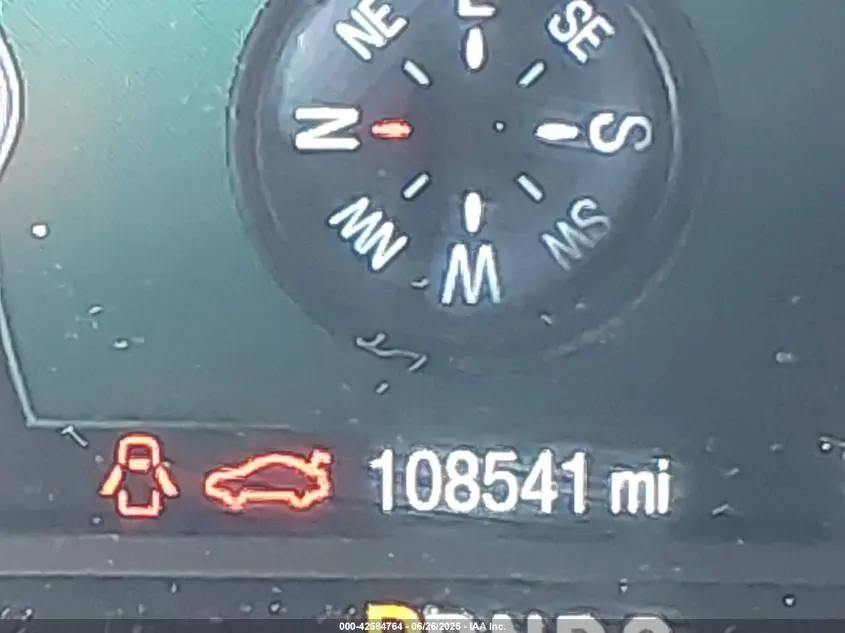 E
NE SE
N S
NW SW
W
108541 mi
000-42584764 - 06/26/2025 - IAA Inc.